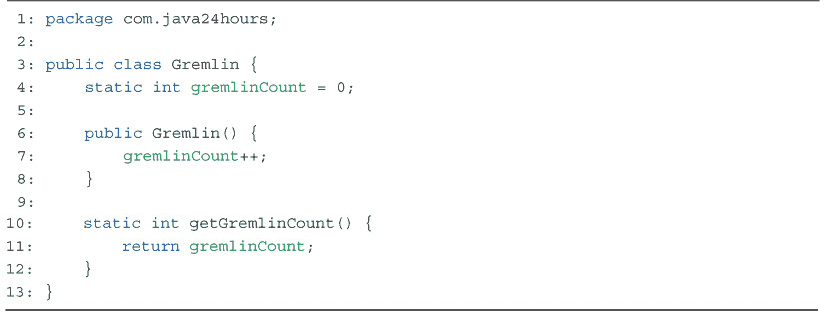 1: package com.java24hours;
2:
3: public class Gremlin {
4:     static int gremlinCount = 0;
5:
6:     public Gremlin() {
7:         gremlinCount++;
8:     }
9:
10:     static int getGremlinCount() {
11:         return gremlinCount;
12:     }
13: }